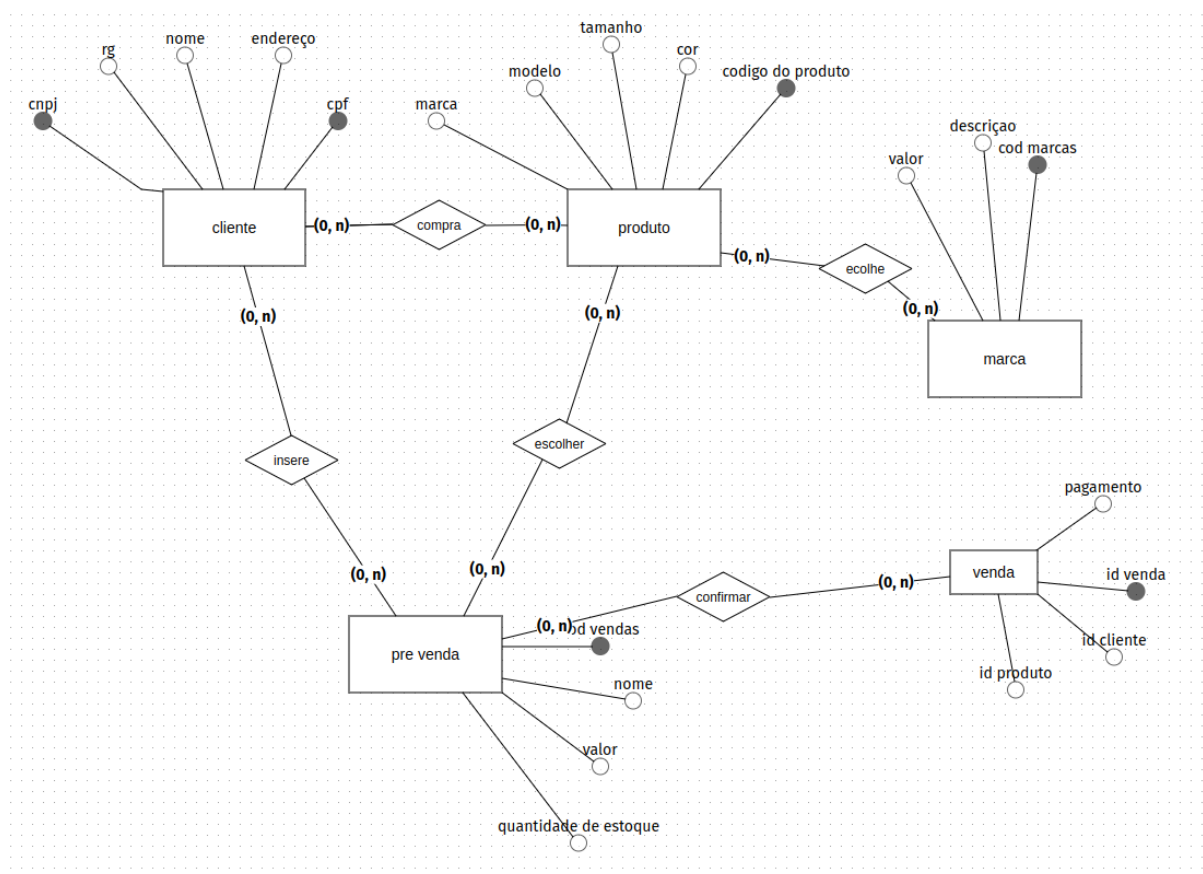 tamanho
rg
nome
endereço
cor
modelo
codigo do produto
cnpj
marca
cpf
descriçao
cod marcas
valor
cliente
(0, n)
compra
(0, n)
produto
(0, n)
ecolhe
(0, n)
(0, n)
(0, n)
marca
insere
escolher
pagamento
(0, n)
(0, n)
confirmar
(0, n)
venda
id venda
(0, n)
vendas
id cliente
pre venda
id produto
nome
valor
quantidade de estoque